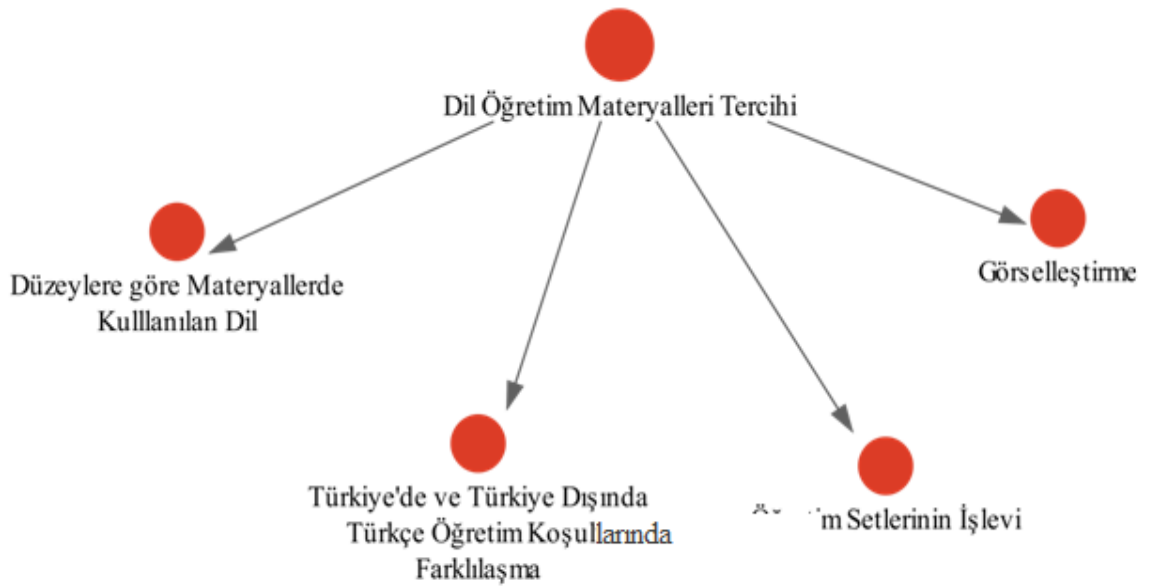 Dil Öğretim Materyalleri Tercihi
Düzeylere göre Materyallerde
Kulllanılan Dil
Görselleştirme
Türkiye'de ve Türkiye Dışında
Türkçe Öğretim Koşullarında
Farklılaşma
Setlerinin İşlevi